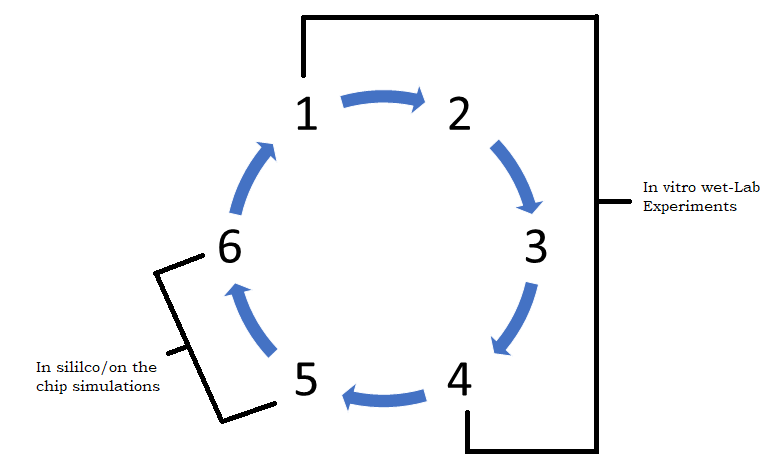 1
2
In vitro wet-Lab
Experiments
3
6
In sililco/on the
chip simulations
5
4